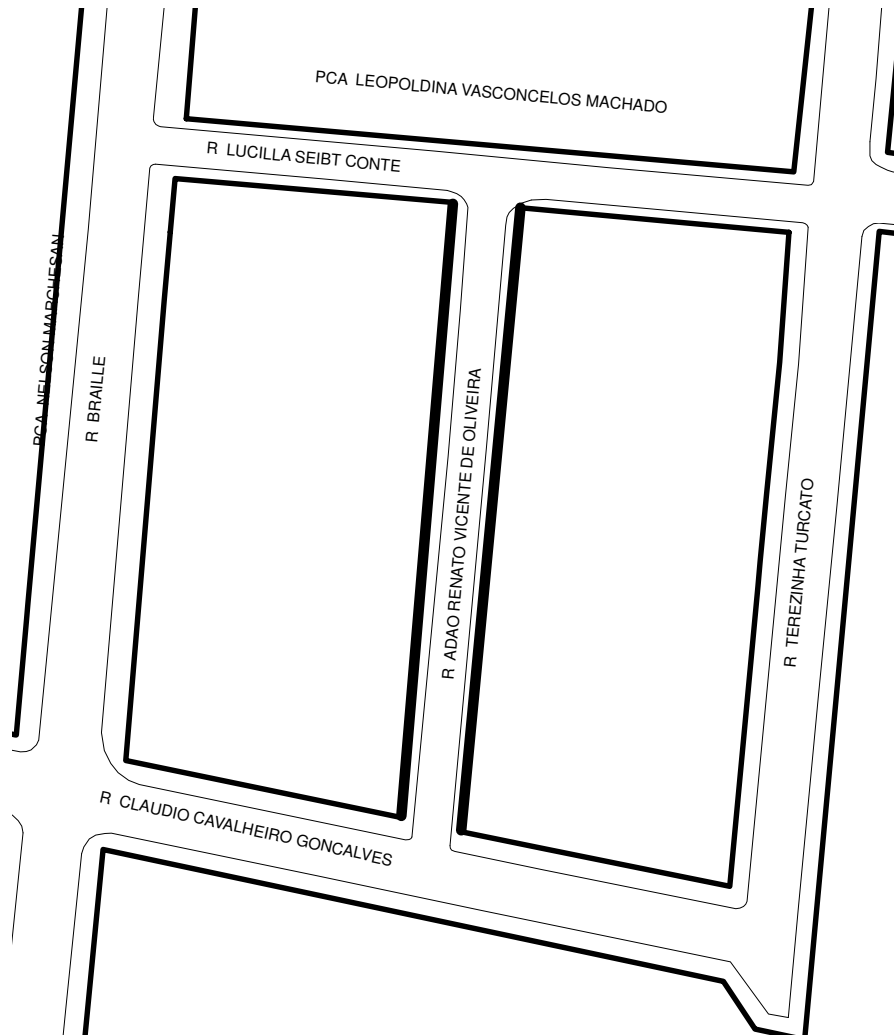 PCA LEOPOLDINA VASCONCELOS MACHADO
R LUCILLA SEIBT CONTE
PCA NELSON MARCHESAN
R BRAILLE
R ADAO RENATO VICENTE DE OLIVEIRA
R TEREZINHA TURCATO
R CLAUDIO CAVALHEIRO GONCALVES